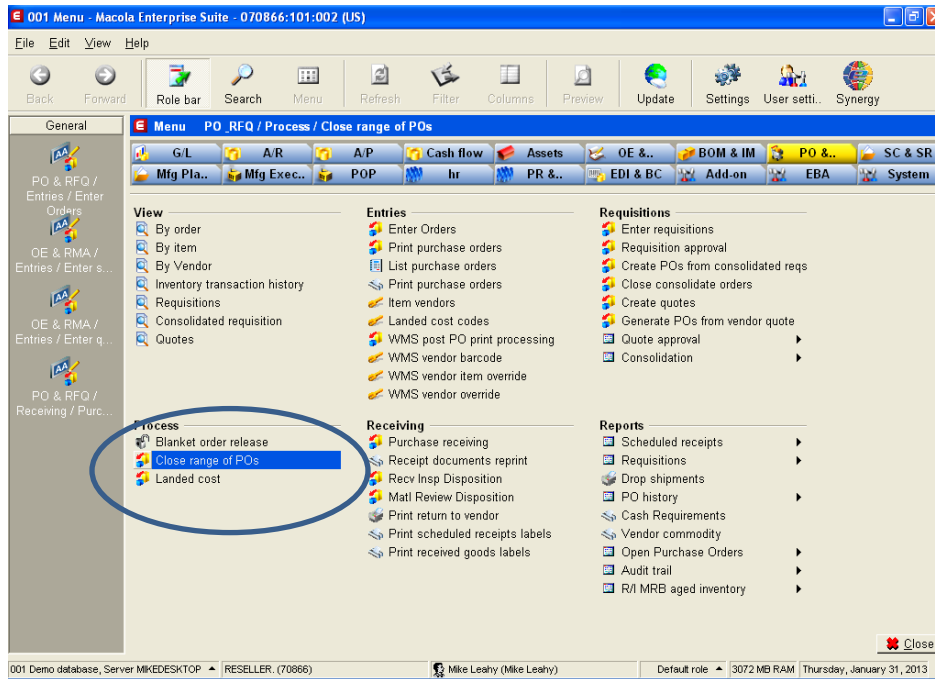 001 Menu - Macola Enterprise Suite - 070866:101:002 (US)
File Edit View Help
Back Forward Role bar Search Menu Refresh Filter Columns Preview Update Settings User setti.. Synergy
General
Menu PO_RFQ / Process / Close range of POs
G/L A/R A/P Cash flow Assets OE &.. BOM & IM PO &.. SC & SR
Mfg Pla.. Mfg Exec.. POP hr PR &.. EDI & BC Add-on EBA System
PO & RFQ /
Entries / Enter
Orders
OE & RMA /
Entries / Enter s...
OE & RMA /
Entries / Enter q...
PO & RFQ /
Receiving / Purc...
View
By order
By item
By Vendor
Inventory transaction history
Requisitions
Consolidated requisition
Quotes
Entries
Enter Orders
Print purchase orders
List purchase orders
Print purchase orders
Item vendors
Landed cost codes
WMS post PO print processing
WMS vendor barcode
WMS vendor item override
WMS vendor override
Requisitions
Enter requisitions
Requisition approval
Create POs from consolidated reqs
Close consolidate orders
Create quotes
Generate POs from vendor quote
Quote approval
Consolidation
Process
Blanket order release
Close range of POs
Landed cost
Receiving
Purchase receiving
Receipt documents reprint
Recv Insp Disposition
Matl Review Disposition
Print return to vendor
Print scheduled receipts labels
Print received goods labels
Reports
Scheduled receipts
Requisitions
Drop shipments
PO history
Cash Requirements
Vendor commodity
Open Purchase Orders
Audit trail
R/I MRB aged inventory
Close
001 Demo database, Server MIKEDESKTOP RESELLER. (70866) Mike Leahy (Mike Leahy) Default role 3072 MB RAM Thursday, January 31, 2013